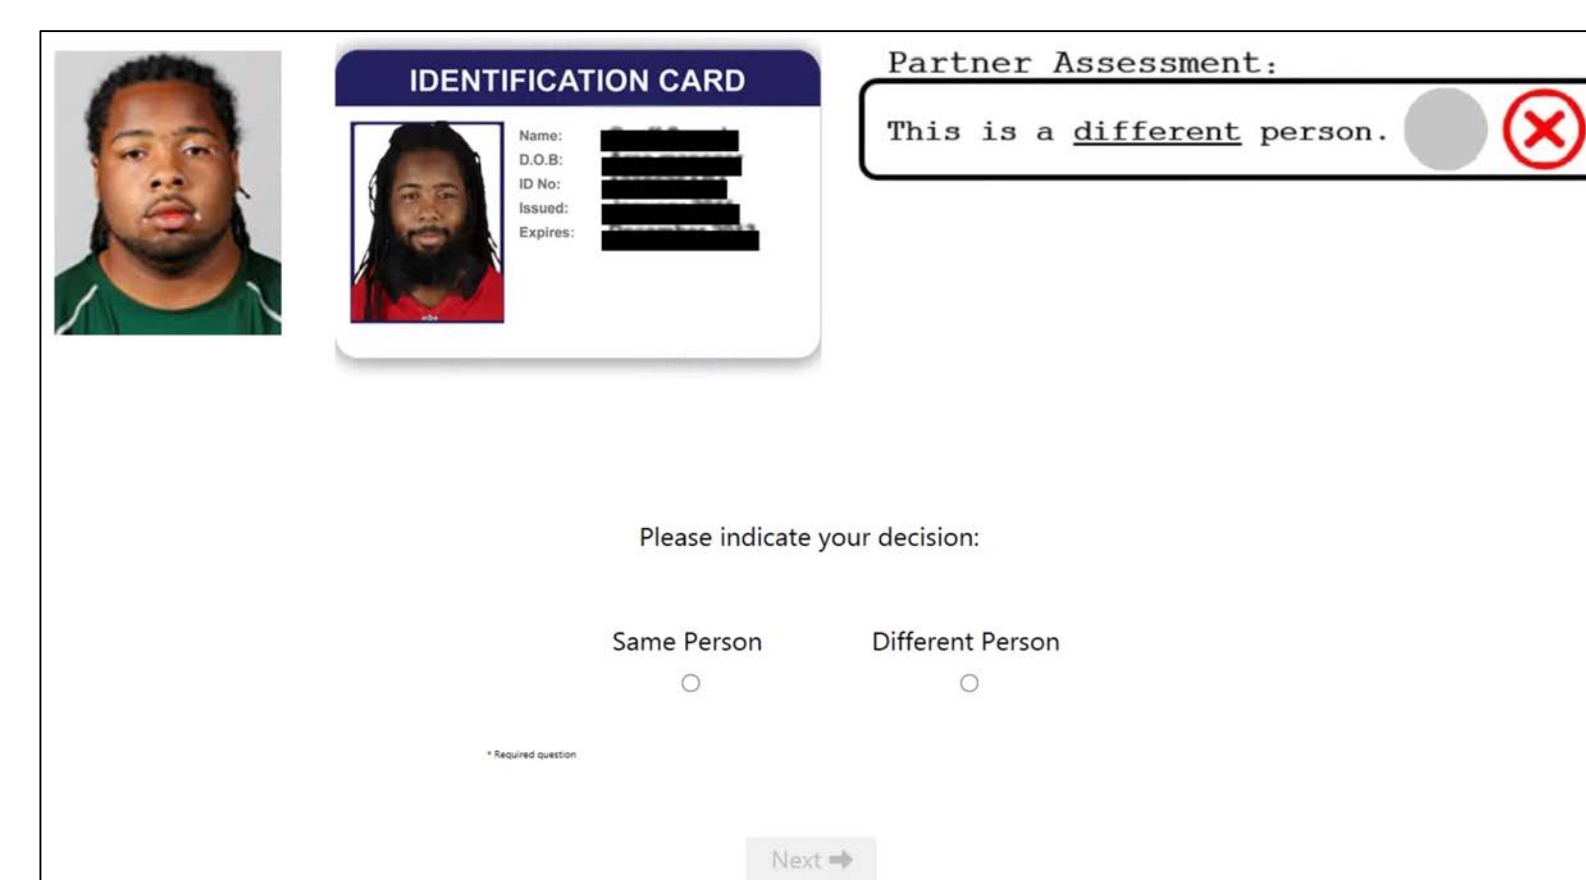 IDENTIFICATION CARD
Name:
D.O.B:
ID No:
Issued:
Expires:
Partner Assessment:
This is a different person.
Please indicate your decision:
Same Person
Different Person
* Required question
Next